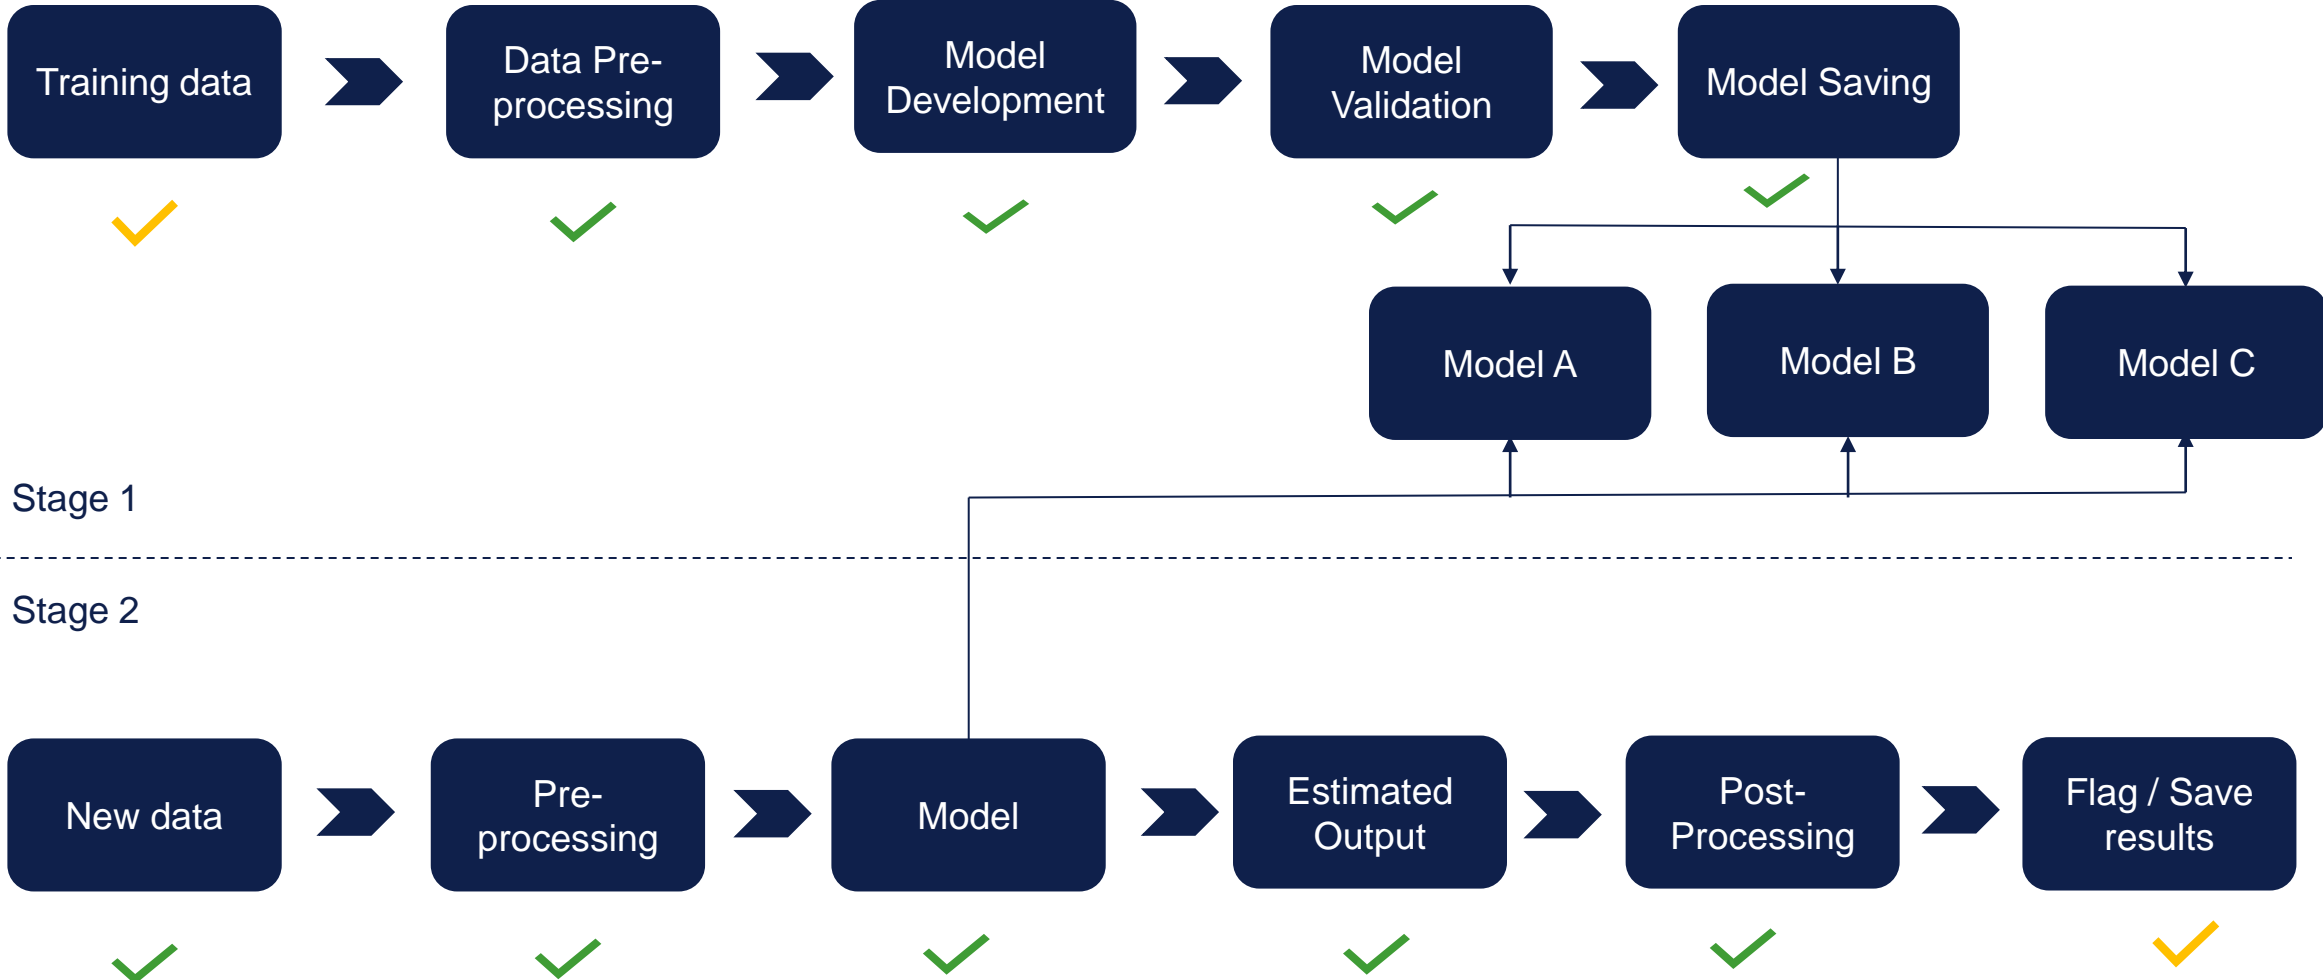 Training data
Data Pre-
processing
Model
Development
Model
Validation
Model Saving
Model A
Model B
Model C
Stage 1
Stage 2
New data
Pre-
processing
Model
Estimated
Output
Post-
Processing
Flag / Save
results